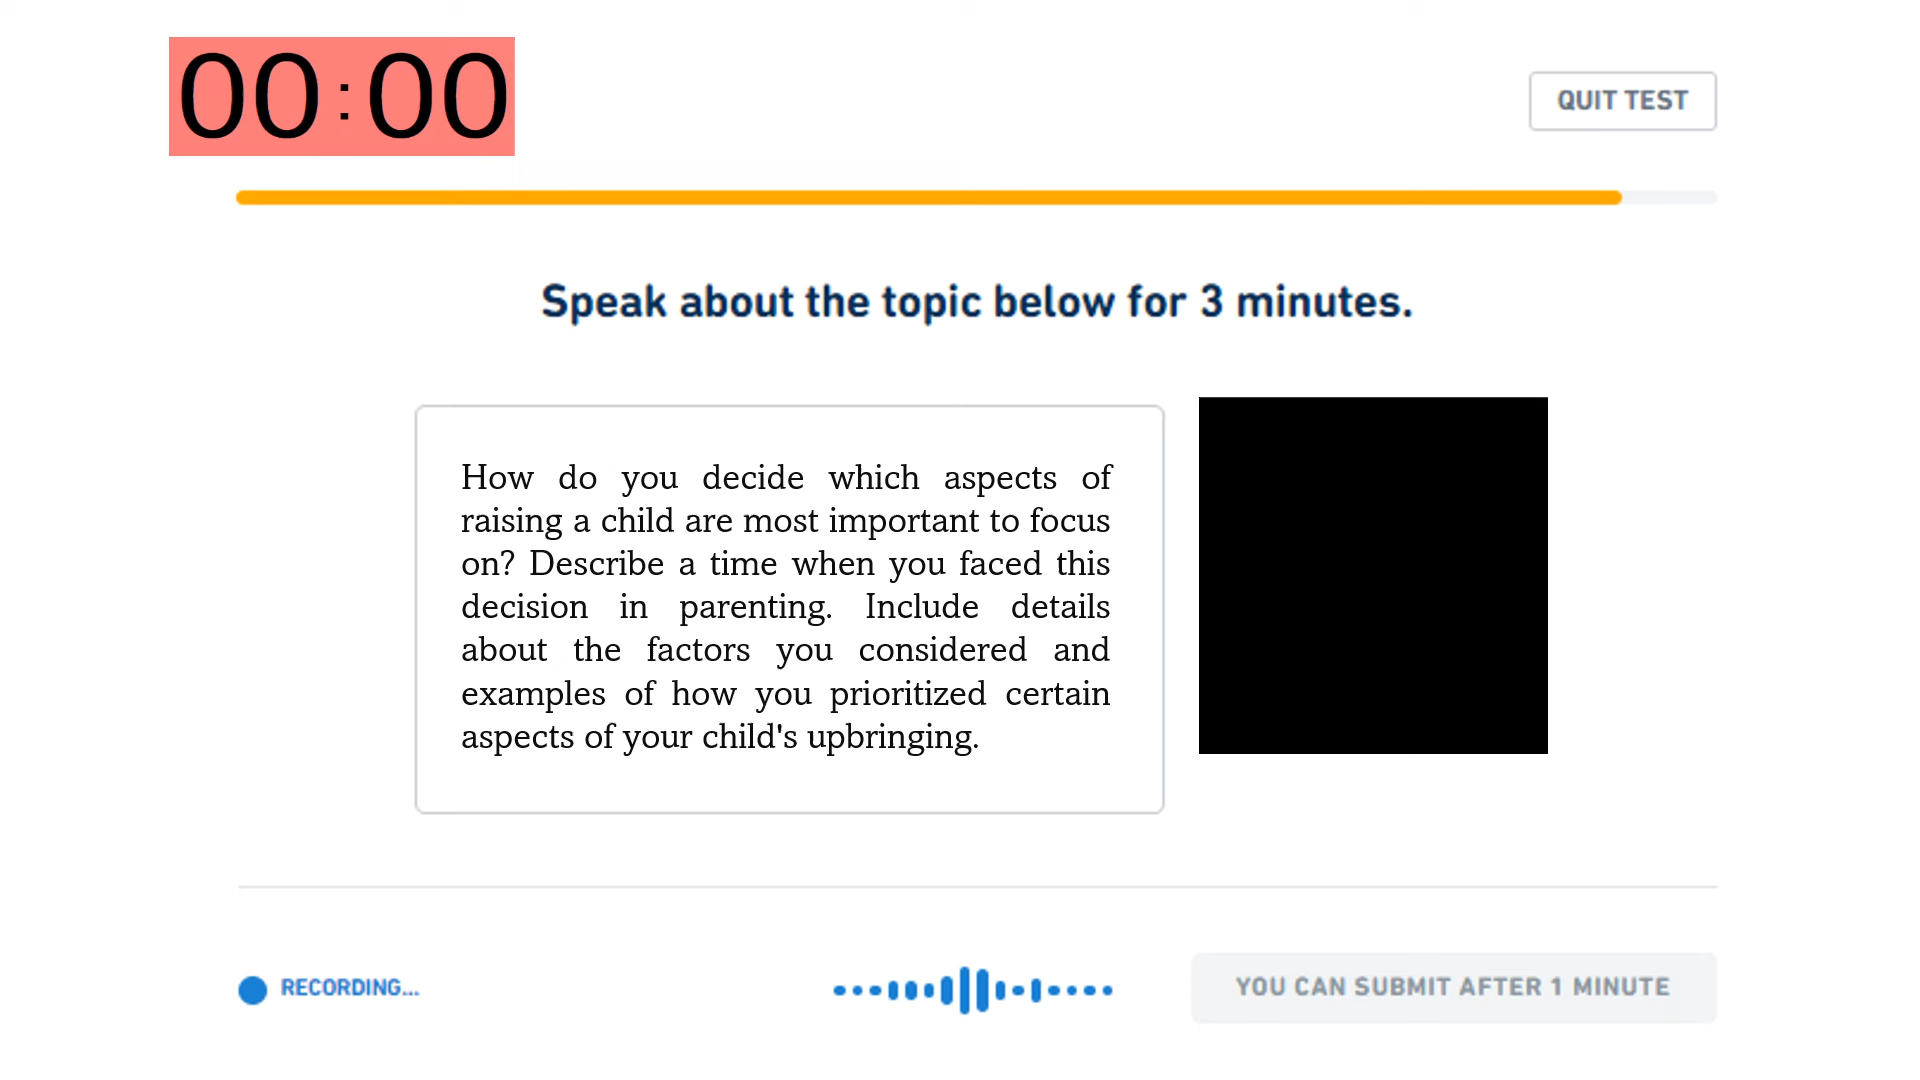 00:00
QUIT TEST
Speak about the topic below for 3 minutes.
How do you decide which aspects of
raising a child are most important to focus
on? Describe a time when you faced this
decision in parenting. Include details
about the factors you considered and
examples of how you prioritized certain
aspects of your child's upbringing.
RECORDING...
YOU CAN SUBMIT AFTER 1 MINUTE